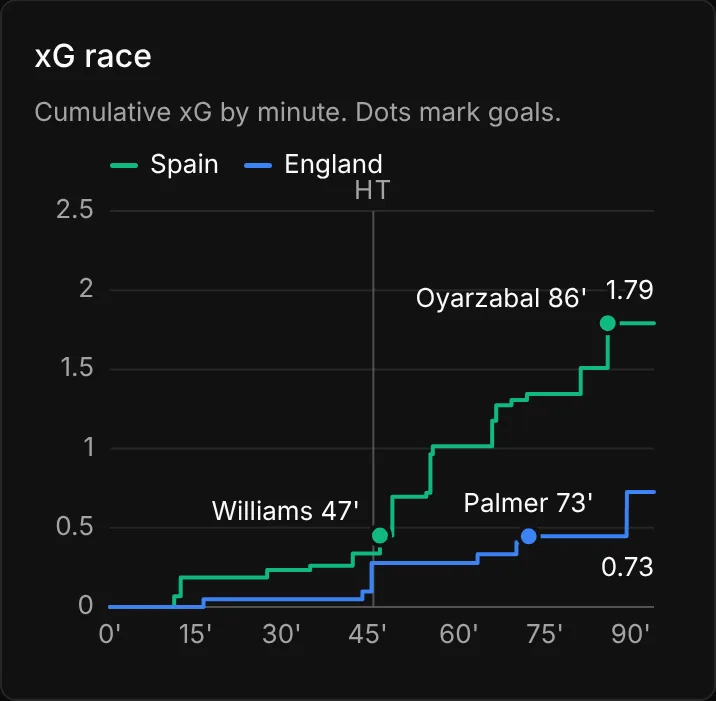 xG race
Cumulative xG by minute. Dots mark goals.
Spain England
HT
2.5
2
Oyarzabal 86' 1.79
1.5
1
Williams 47' Palmer 73'
0.5
0.73
0
0' 15' 30' 45' 60' 75' 90'